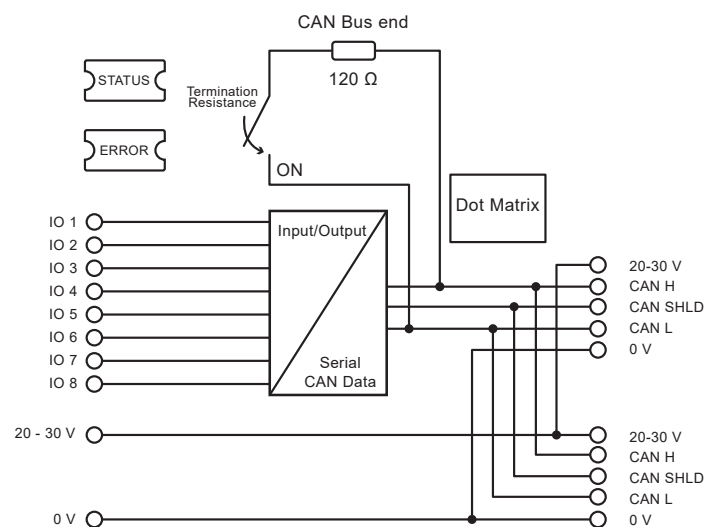 CAN Bus end
120 Ω
STATUS
Termination
Resistance
ERROR
ON
Dot Matrix
Input/Output
Serial
CAN Data
IO 1
IO 2
IO 3
IO 4
IO 5
IO 6
IO 7
IO 8
20 - 30 V
0 V
20-30 V
CAN H
CAN SHLD
CAN L
0 V
20-30 V
CAN H
CAN SHLD
CAN L
0 V